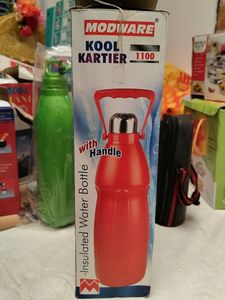 MODWARE
KOOL
KARTIER
1100
with
Handle
Insulated Water Bottle